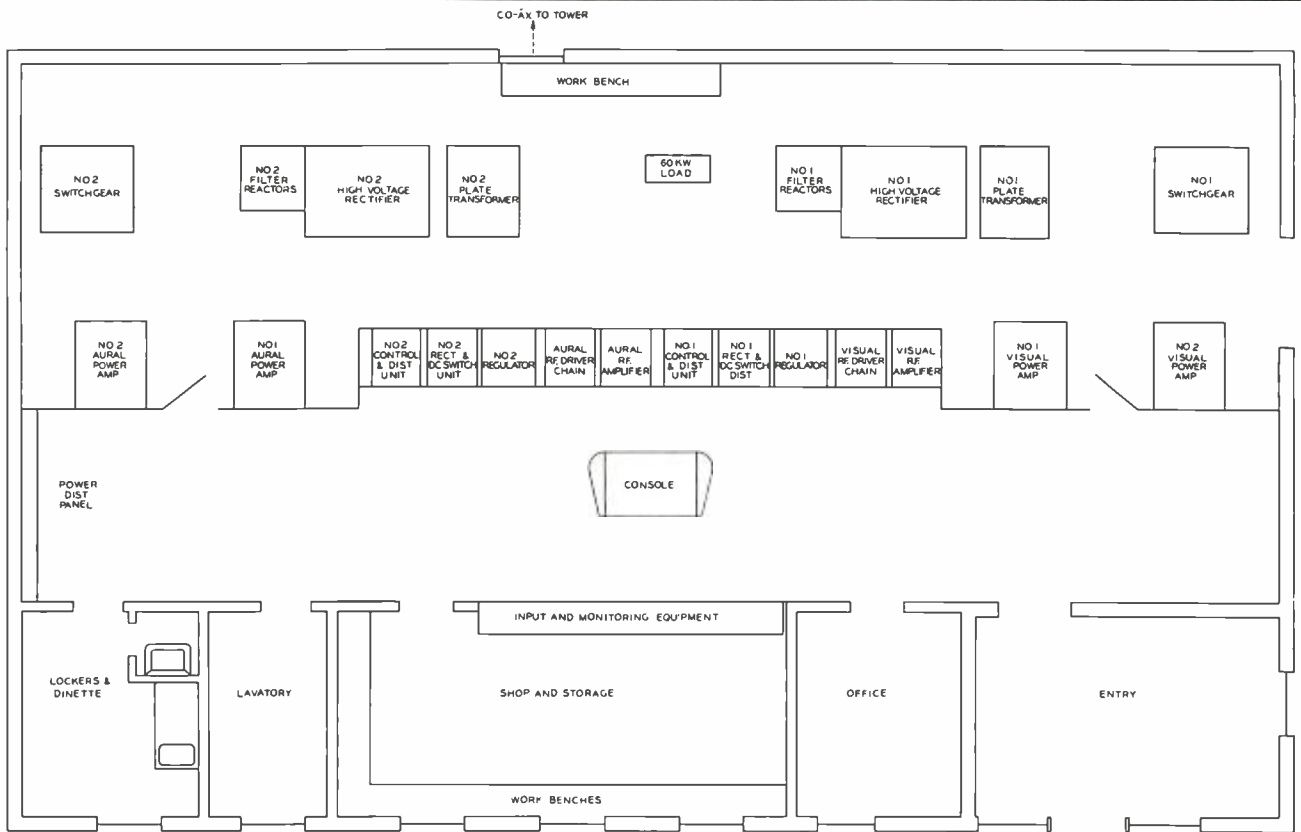 CO-AX TO TOWER
WORK BENCH
NO 2
SWITCHGEAR
NO 2
FILTER
REACTORS
NO 2
HIGH VOLTAGE
RECTIFIER
NO 2
PLATE
TRANSFORMER
60 KW
LOAD
NO 1
FILTER
REACTORS
NO 1
HIGH VOLTAGE
RECTIFIER
NO 1
PLATE
TRANSFORMER
NO 1
SWITCHGEAR
NO 2
AURAL
POWER
AMP
NO 1
AURAL
POWER
AMP
NO 2
CONTROL
& DIST
UNIT
NO 2
RECT &
DC SWITCH
UNIT
NO 2
REGULATOR
AURAL
R.F. DRIVER
CHAIN
AURAL
R.F.
AMPLIFIER
NO. 1
CONTROL
& DIST
UNIT
NO 1
RECT &
DC SWITCH
DIST
NO 1
REGULATOR
VISUAL
R.F. DRIVER
CHAIN
VISUAL
R.F.
AMPLIFIER
NO 1
VISUAL
POWER
AMP
NO 2
VISUAL
POWER
AMP
POWER
DIST
PANEL
CONSOLE
INPUT AND MONITORING EQUIPMENT
LOCKERS &
DINETTE
LAVATORY
SHOP AND STORAGE
OFFICE
ENTRY
WORK BENCHES